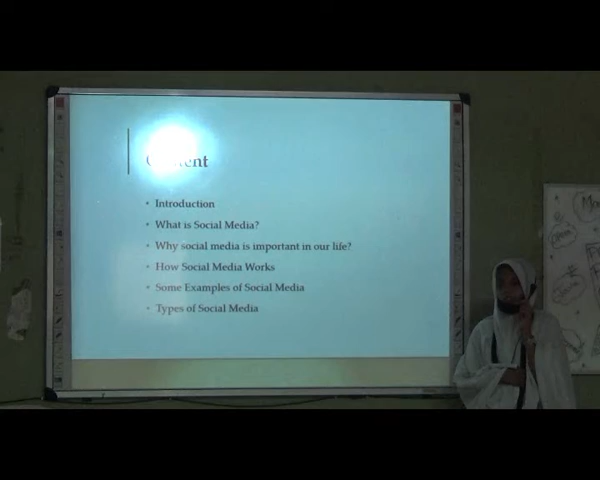 Content
Introduction
What is Social Media?
Why social media is important in our life?
How Social Media Works
Some Examples of Social Media
Types of Social Media